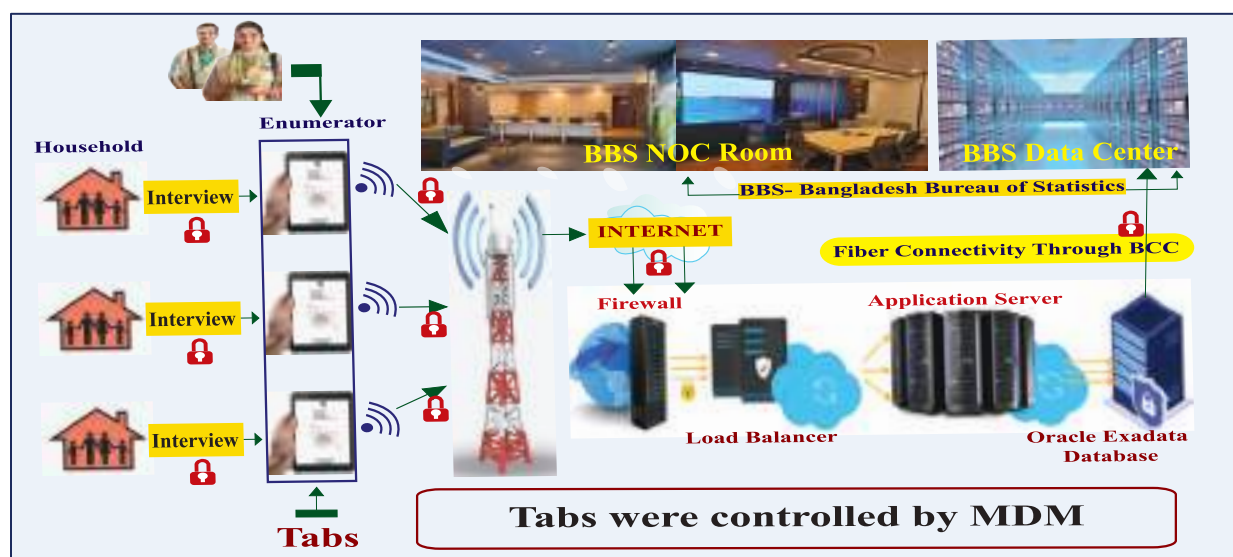 Enumerator
Household
Interview
Interview
Interview
Tabs
BBS NOC Room
BBS Data Center
BBS- Bangladesh Bureau of Statistics
INTERNET
Fiber Connectivity Through BCC
Firewall
Application Server
Load Balancer
Oracle Exadata
Database
Tabs were controlled by MDM